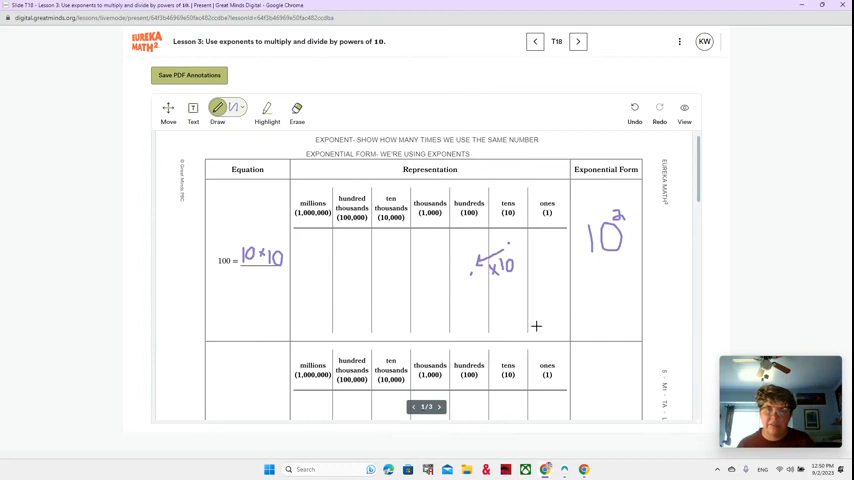 Slide T18 - Lesson 3: Use exponents to multiply and divide by powers of 10. | Present | Great Minds Digital - Google Chrome
digital.greatminds.org/lessons/livemode/present/64f3b46969e50fac482ccdba?lessonId=64f3b46969e50fac482ccdba
EUREKA MATH²
Lesson 3: Use exponents to multiply and divide by powers of 10.
T18
KW
Save PDF Annotations
Move Text Draw Highlight Erase Undo Redo View
EXPONENT- SHOW HOW MANY TIMES WE USE THE SAME NUMBER
EXPONENTIAL FORM- WE'RE USING EXPONENTS
© Great Minds PBC
EUREKA MATH²
Equation Representation Exponential Form
millions (1,000,000) hundred thousands (100,000) ten thousands (10,000) thousands (1,000) hundreds (100) tens (10) ones (1)
100 = 10 × 10
×10
10²
millions (1,000,000) hundred thousands (100,000) ten thousands (10,000) thousands (1,000) hundreds (100) tens (10) ones (1)
1/3
Search
ENG
12:50 PM
9/2/2023